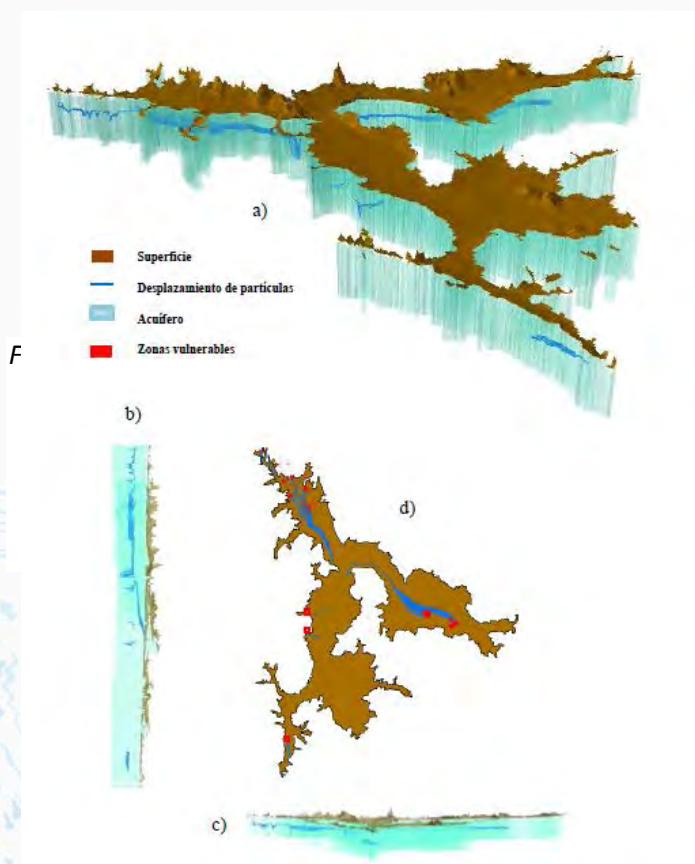 a)
Superficie
Desplazamiento de partículas
Acuífero
Zonas vulnerables
F
b)
d)
c)